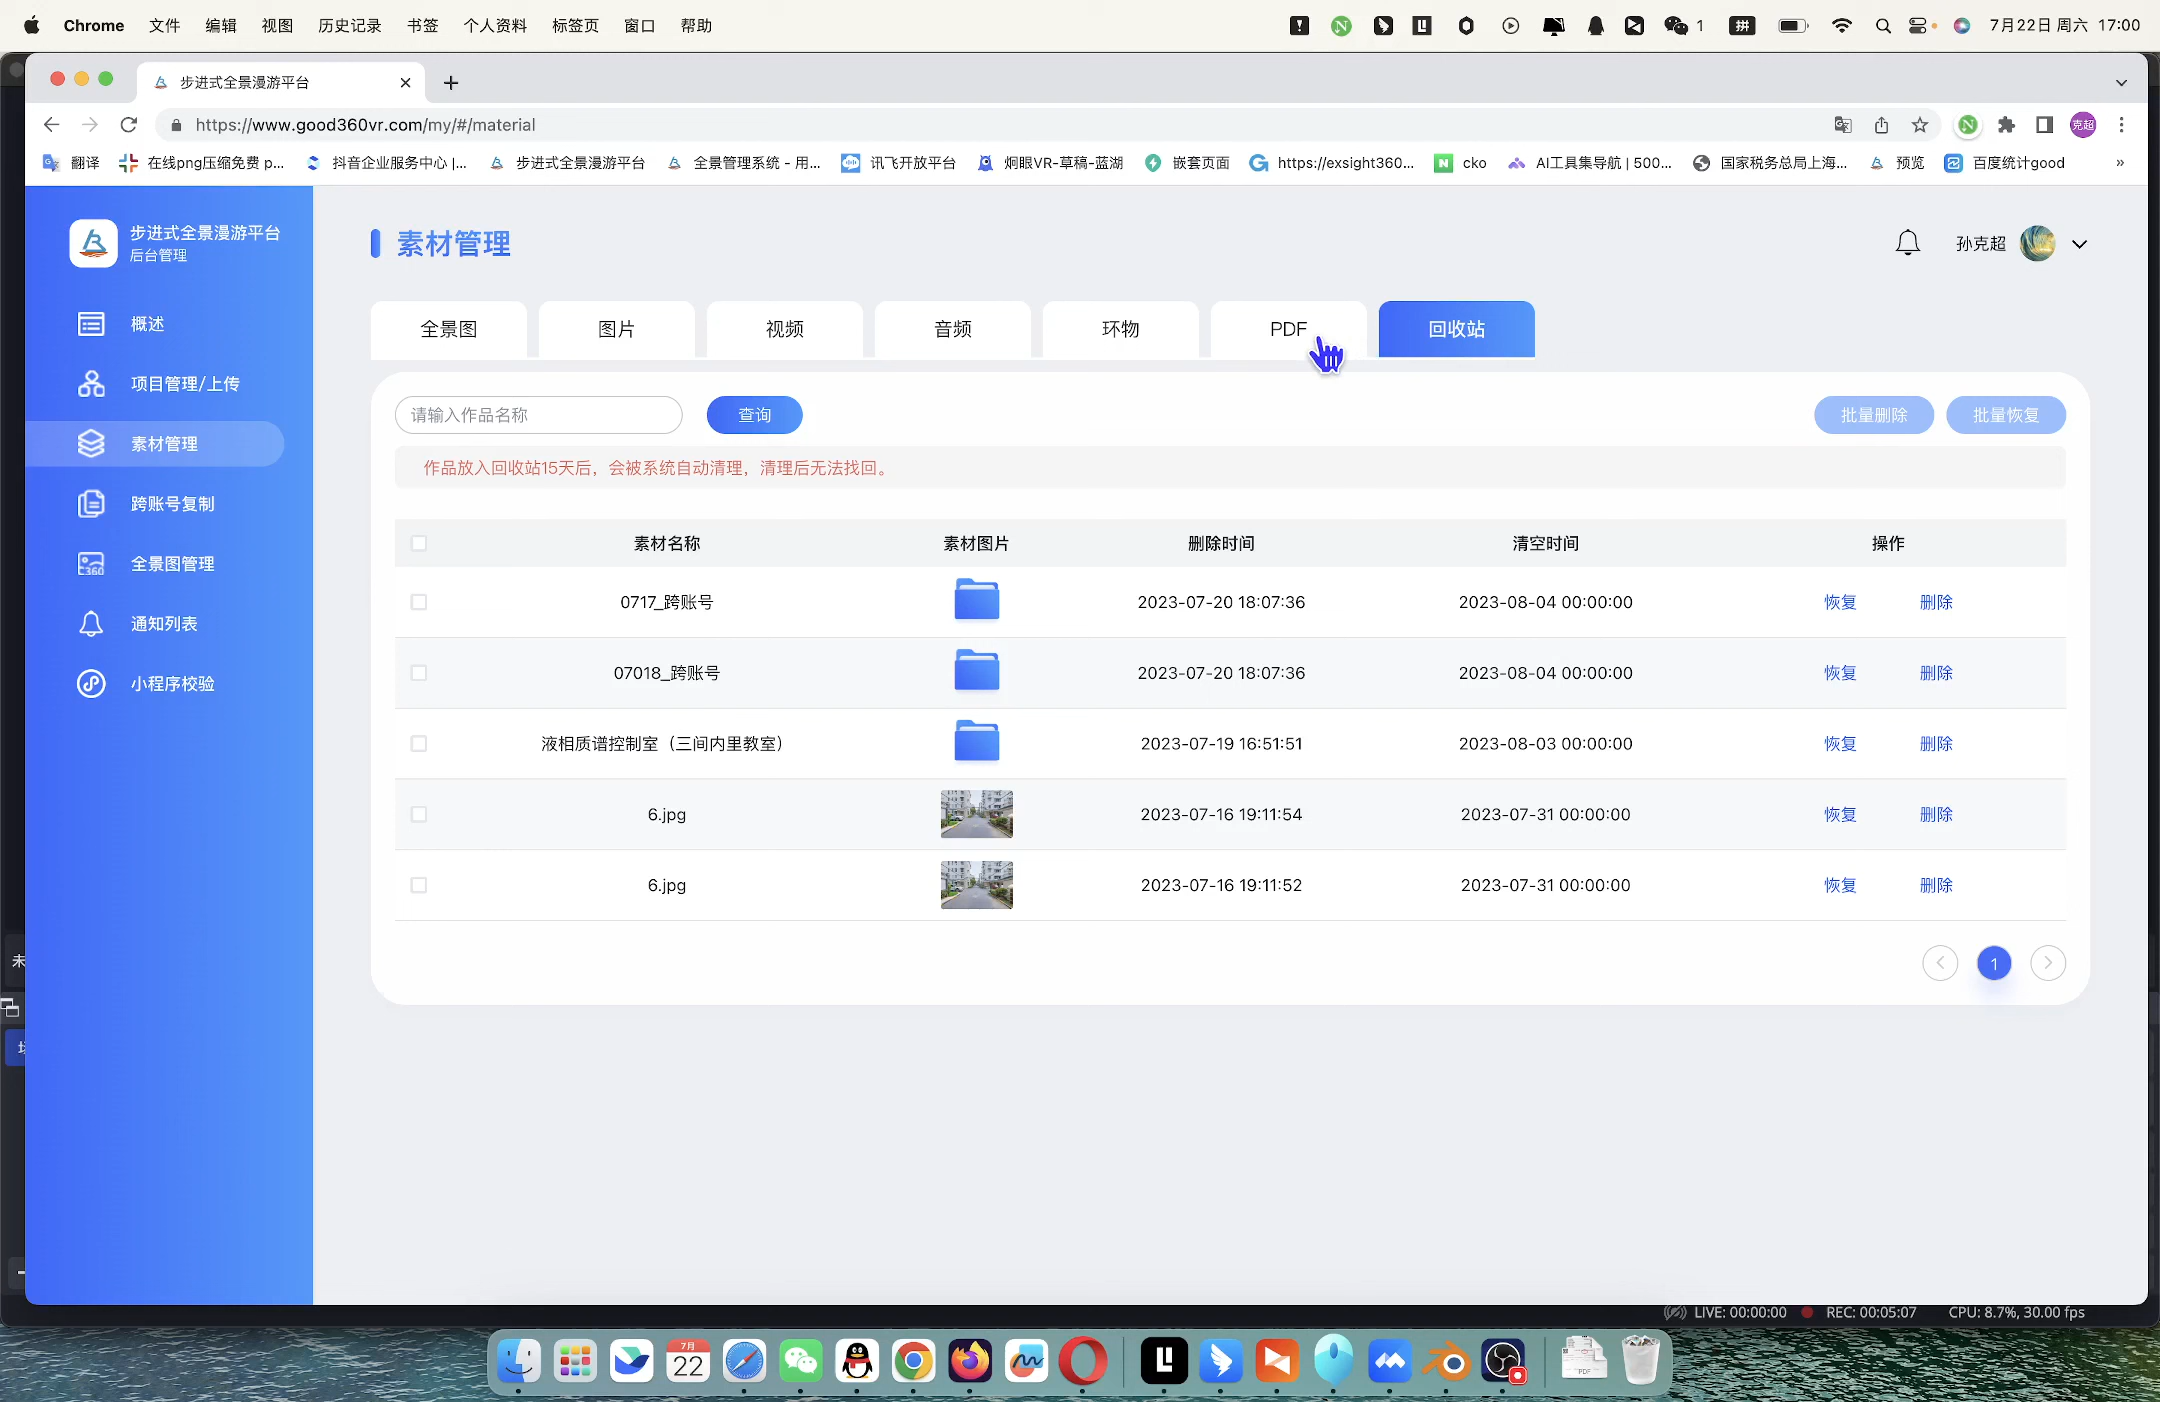 Chrome 文件 编辑 视图 历史记录 书签 个人资料 标签页 窗口 帮助 1 拼 7月22日 周六 17:00
步进式全景漫游平台
https://www.good360vr.com/my/#/material 克超
翻译 在线png压缩免费 p... 抖音企业服务中心 |... 步进式全景漫游平台 全景管理系统 - 用... 讯飞开放平台 炯眼VR-草稿-蓝湖 嵌套页面 https://exsight360... cko AI工具集导航 | 500... 国家税务总局上海... 预览 百度统计good »
步进式全景漫游平台
后台管理
概述
项目管理/上传
素材管理
跨账号复制
全景图管理
通知列表
小程序校验
素材管理
孙克超
全景图 图片 视频 音频 环物 PDF 回收站
请输入作品名称 查询 批量删除 批量恢复
作品放入回收站15天后，会被系统自动清理，清理后无法找回。
素材名称 素材图片 删除时间 清空时间 操作
0717_跨账号 2023-07-20 18:07:36 2023-08-04 00:00:00 恢复 删除
07018_跨账号 2023-07-20 18:07:36 2023-08-04 00:00:00 恢复 删除
液相质谱控制室（三间内里教室） 2023-07-19 16:51:51 2023-08-03 00:00:00 恢复 删除
6.jpg 2023-07-16 19:11:54 2023-07-31 00:00:00 恢复 删除
6.jpg 2023-07-16 19:11:52 2023-07-31 00:00:00 恢复 删除
1
未
LIVE: 00:00:00 REC: 00:05:07 CPU: 8.7%, 30.00 fps
7月
22
PDF